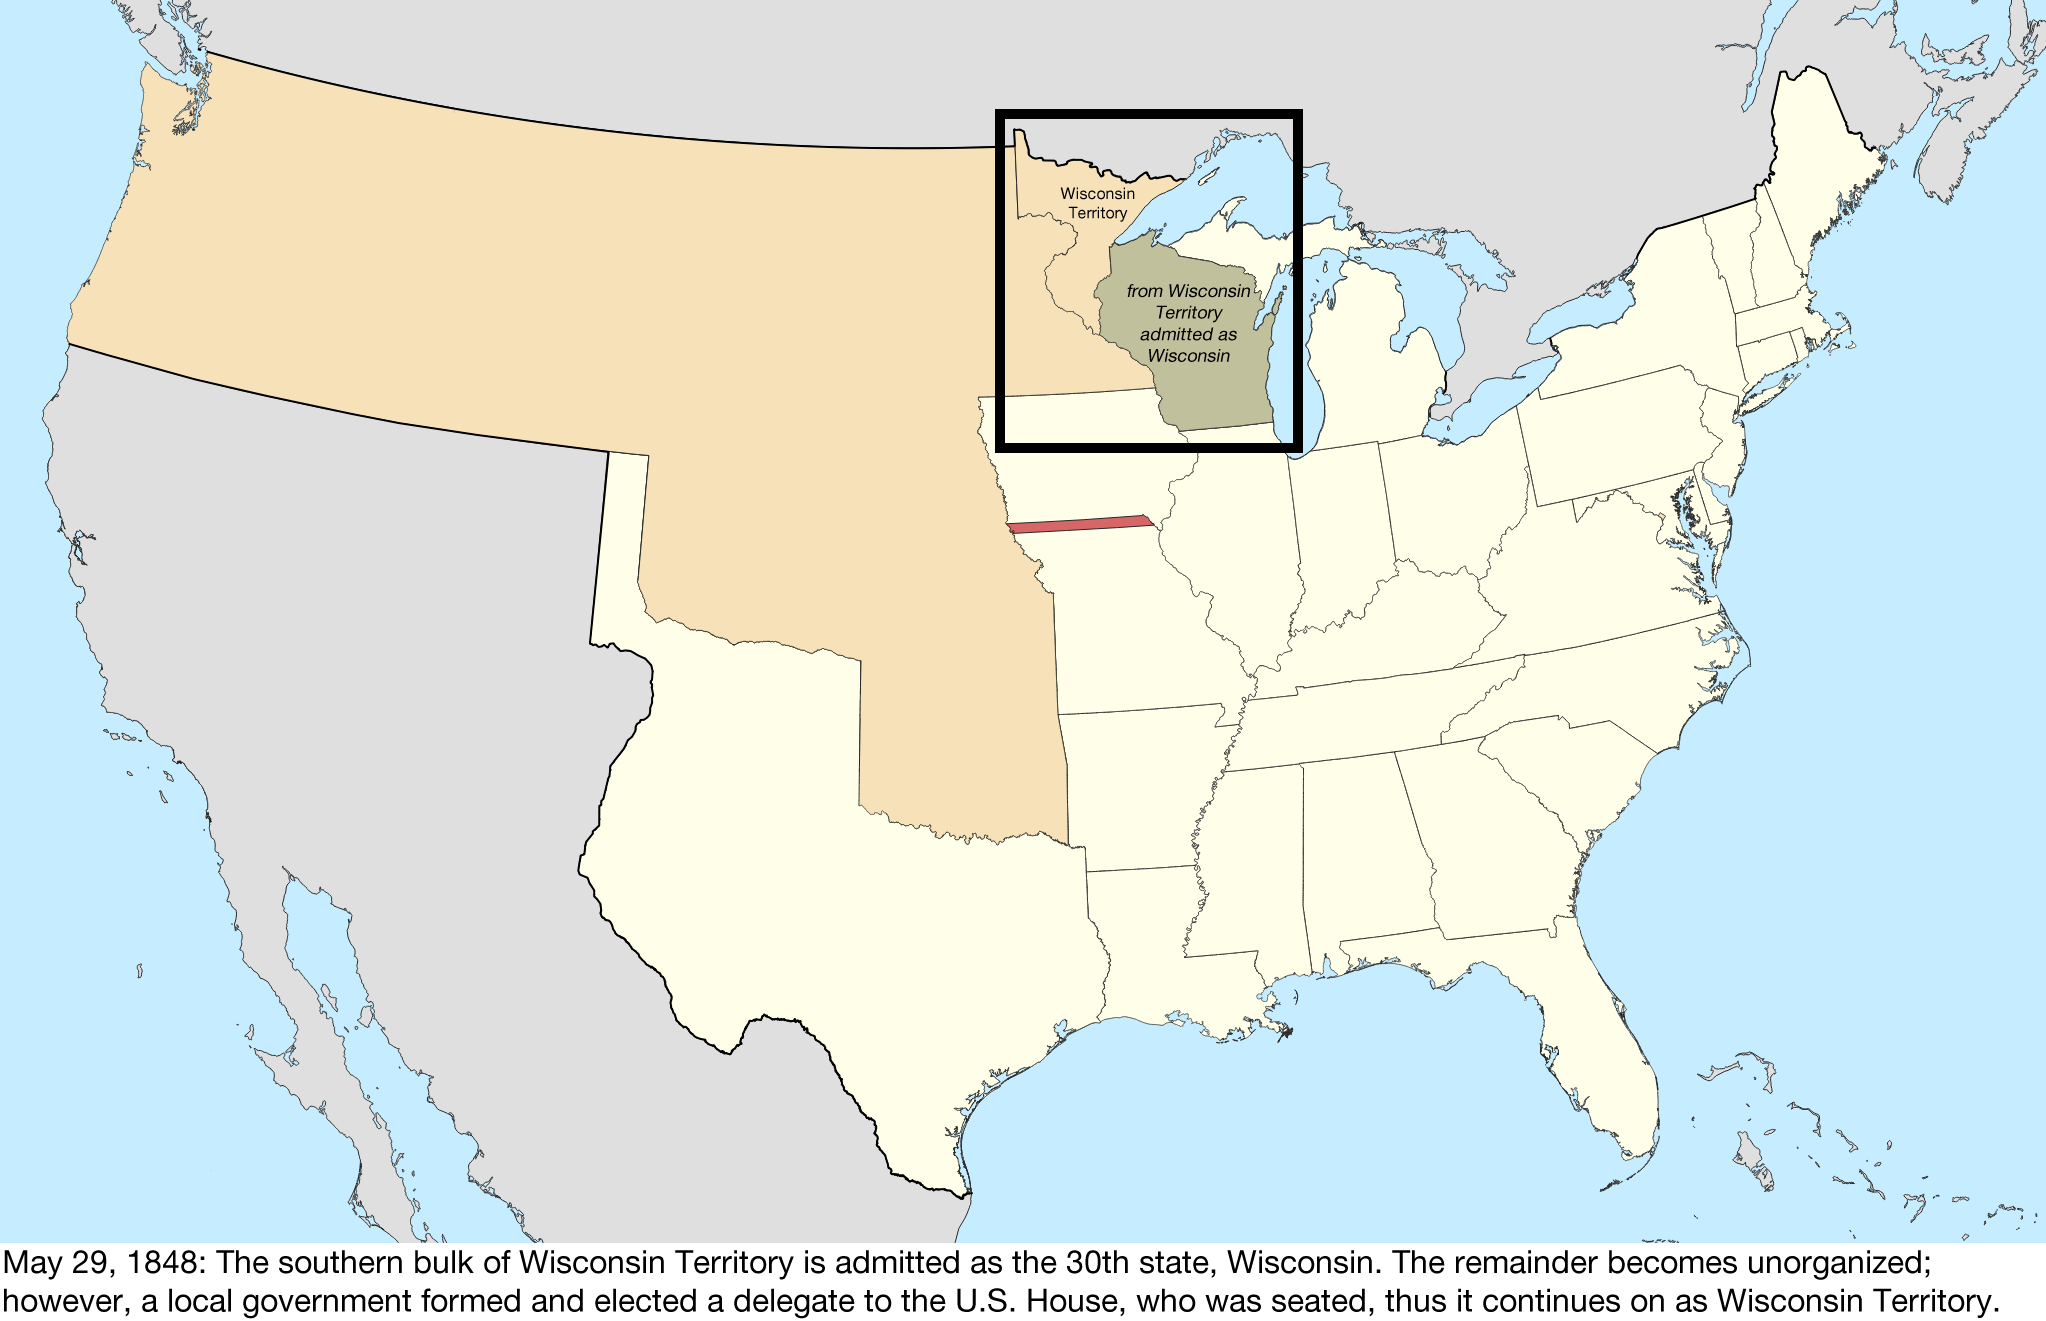 Wisconsin
Territory
from Wisconsin
Territory
admitted as
Wisconsin
May 29, 1848: The southern bulk of Wisconsin Territory is admitted as the 30th state, Wisconsin. The remainder becomes unorganized;
however, a local government formed and elected a delegate to the U.S. House, who was seated, thus it continues on as Wisconsin Territory.